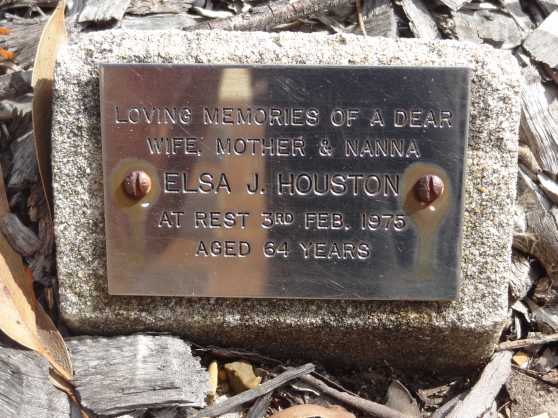 LOVING MEMORIES OF A DEAR
WIFE, MOTHER & NANNA
ELSA J. HOUSTON
AT REST 3RD FEB. 1975
AGED 64 YEARS